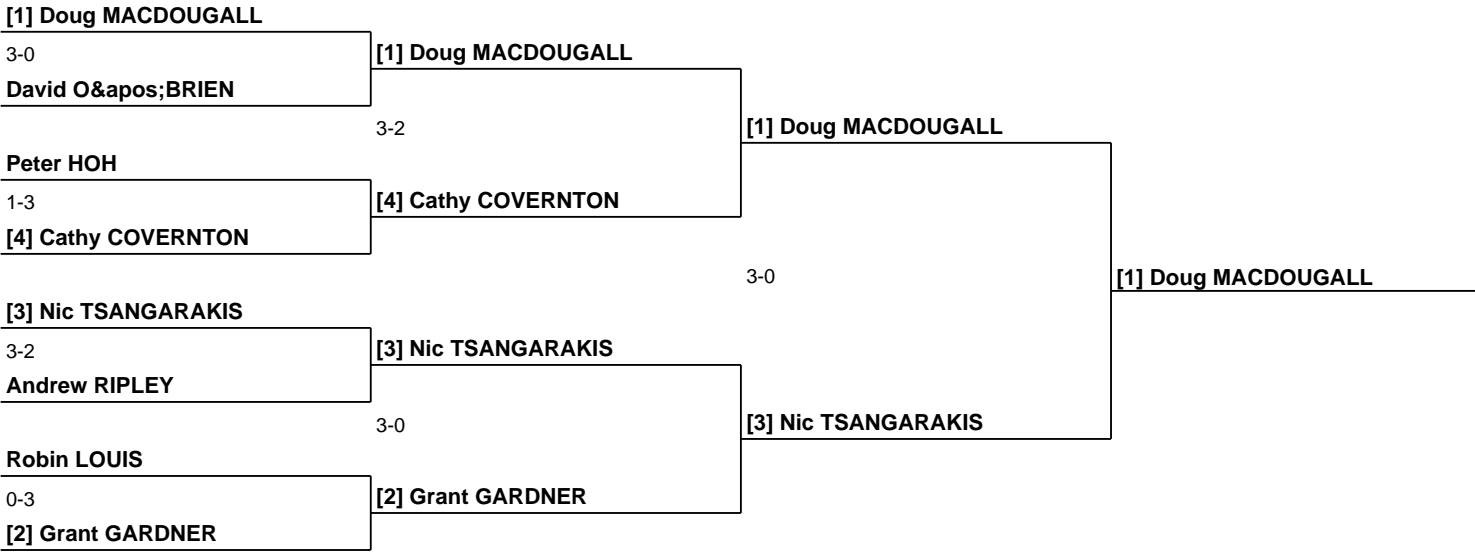 [1] Doug MACDOUGALL
3-0
[1] Doug MACDOUGALL
David O&apos;BRIEN
3-2
[1] Doug MACDOUGALL
Peter HOH
1-3
[4] Cathy COVERNTON
[4] Cathy COVERNTON
3-0
[1] Doug MACDOUGALL
[3] Nic TSANGARAKIS
3-2
[3] Nic TSANGARAKIS
Andrew RIPLEY
3-0
[3] Nic TSANGARAKIS
Robin LOUIS
0-3
[2] Grant GARDNER
[2] Grant GARDNER